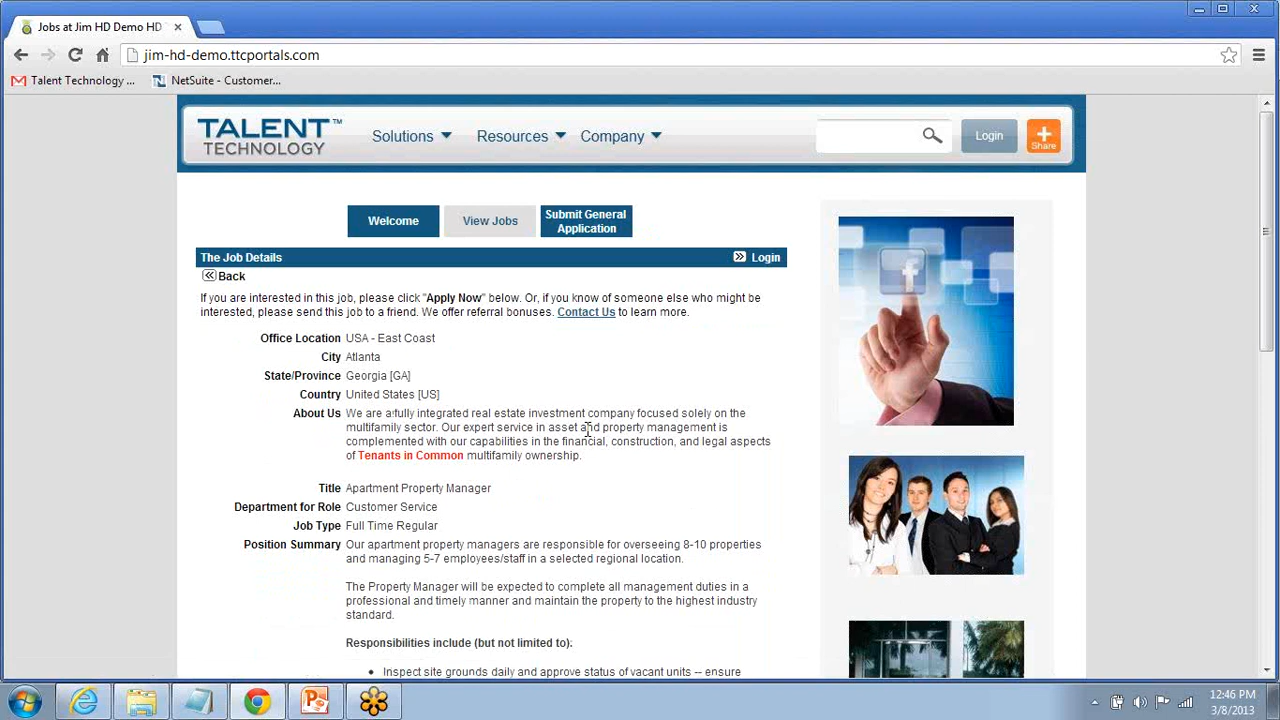 Jobs at Jim HD Demo HD
jim-hd-demo.ttcportals.com
Talent Technology ...
NetSuite - Customer...
TALENT™
TECHNOLOGY
Solutions
Resources
Company
Login
Share
Welcome
View Jobs
Submit General
Application
The Job Details
Login
Back
If you are interested in this job, please click "Apply Now" below. Or, if you know of someone else who might be
interested, please send this job to a friend. We offer referral bonuses. Contact Us to learn more.
Office Location USA - East Coast
City Atlanta
State/Province Georgia [GA]
Country United States [US]
About Us We are a fully integrated real estate investment company focused solely on the
multifamily sector. Our expert service in asset and property management is
complemented with our capabilities in the financial, construction, and legal aspects
of Tenants in Common multifamily ownership.
Title Apartment Property Manager
Department for Role Customer Service
Job Type Full Time Regular
Position Summary Our apartment property managers are responsible for overseeing 8-10 properties
and managing 5-7 employees/staff in a selected regional location.
The Property Manager will be expected to complete all management duties in a
professional and timely manner and maintain the property to the highest industry
standard.
Responsibilities include (but not limited to):
• Inspect site grounds daily and approve status of vacant units -- ensure
12:46 PM
3/8/2013